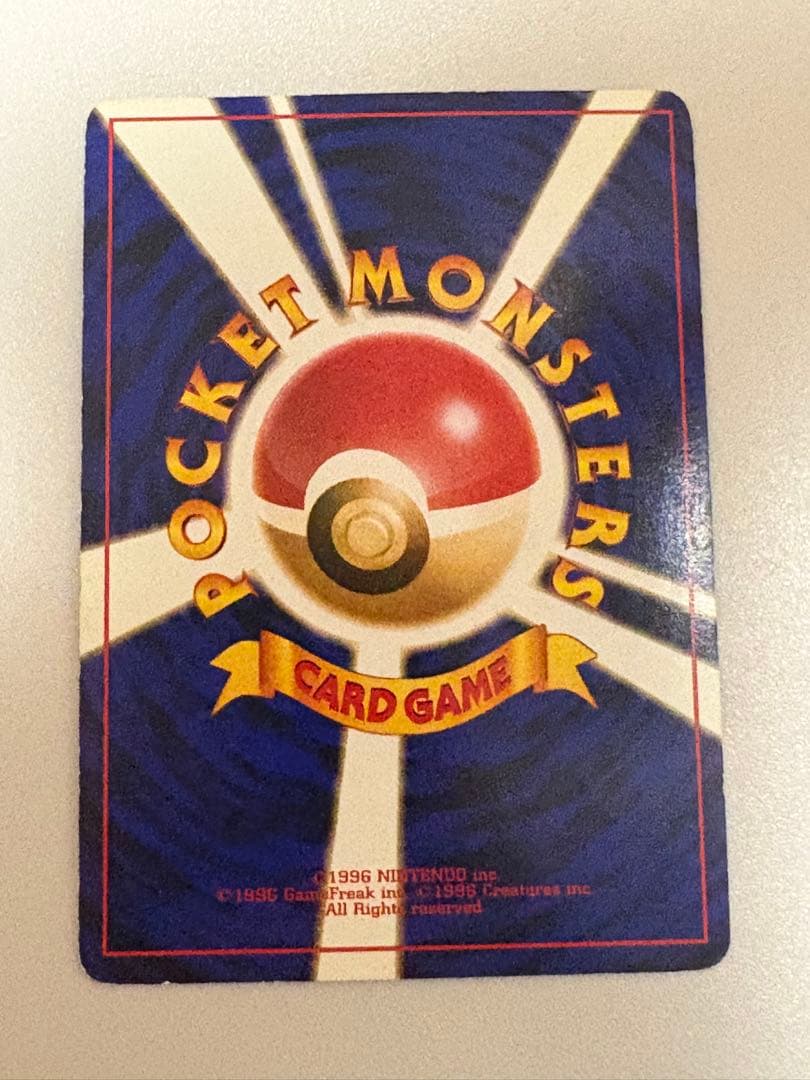 POCKET MONSTERS
CARD GAME
©1996 NINTENDO inc.
©1996 GameFreak inc. ©1996 Creatures inc.
All Rights reserved